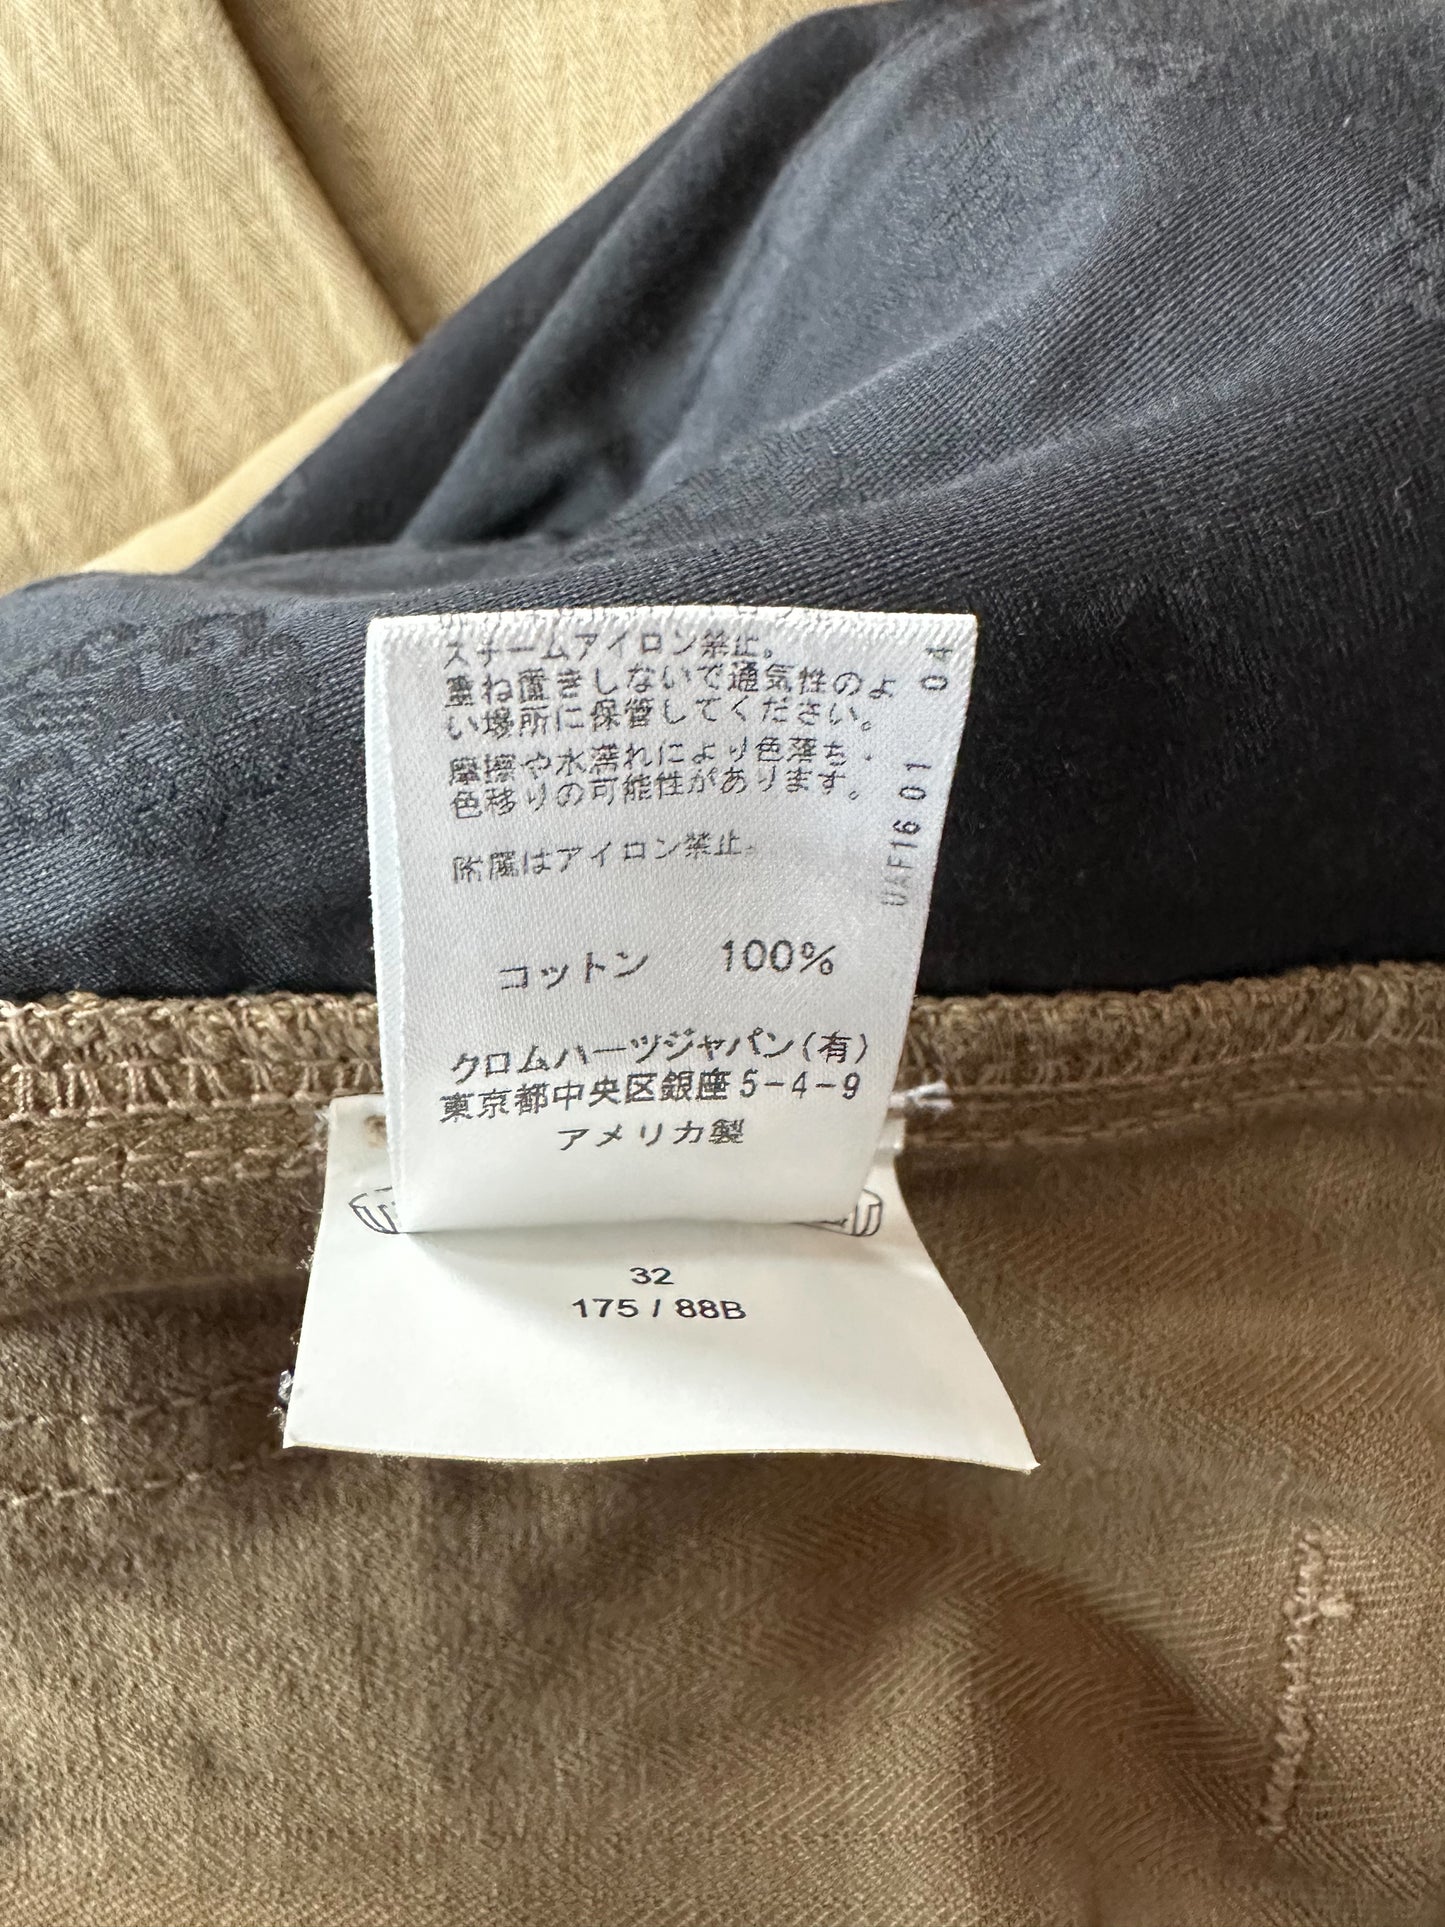 スチームアイロン禁止。
重ね置きしないで通気性のよ
い場所に保管してください。
摩擦や水濡れにより色落ち・
色移りの可能性があります。
附属はアイロン禁止。
コットン 100%
クロムハーツジャパン(有)
東京都中央区銀座5-4-9
アメリカ製
UAF16 01 04
32
175 / 88B